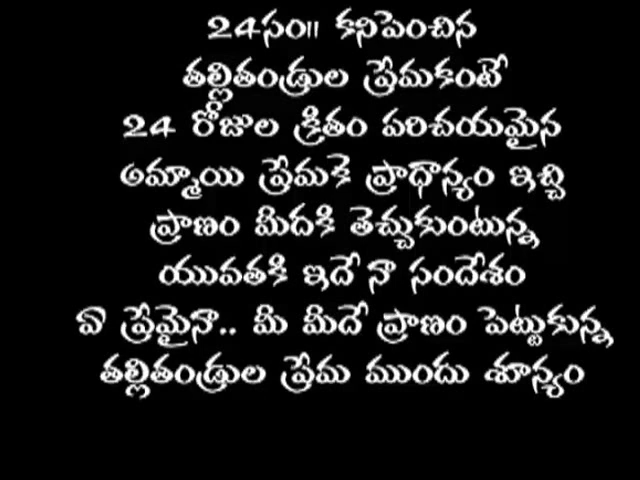 24సం॥ కనిపెంచిన
తల్లితండ్రుల ప్రేమకంటే
24 రోజుల క్రితం పరిచయమైన
అమ్మాయి ప్రేమకె ప్రాధాన్యం ఇచ్చి
ప్రాణం మీదకి తెచ్చుకుంటున్న
యువతకి ఇదే నా సందేశం
ఏ ప్రేమైనా.. మీ మీదే ప్రాణం పెట్టుకున్న
తల్లితండ్రుల ప్రేమ ముందు శూన్యం